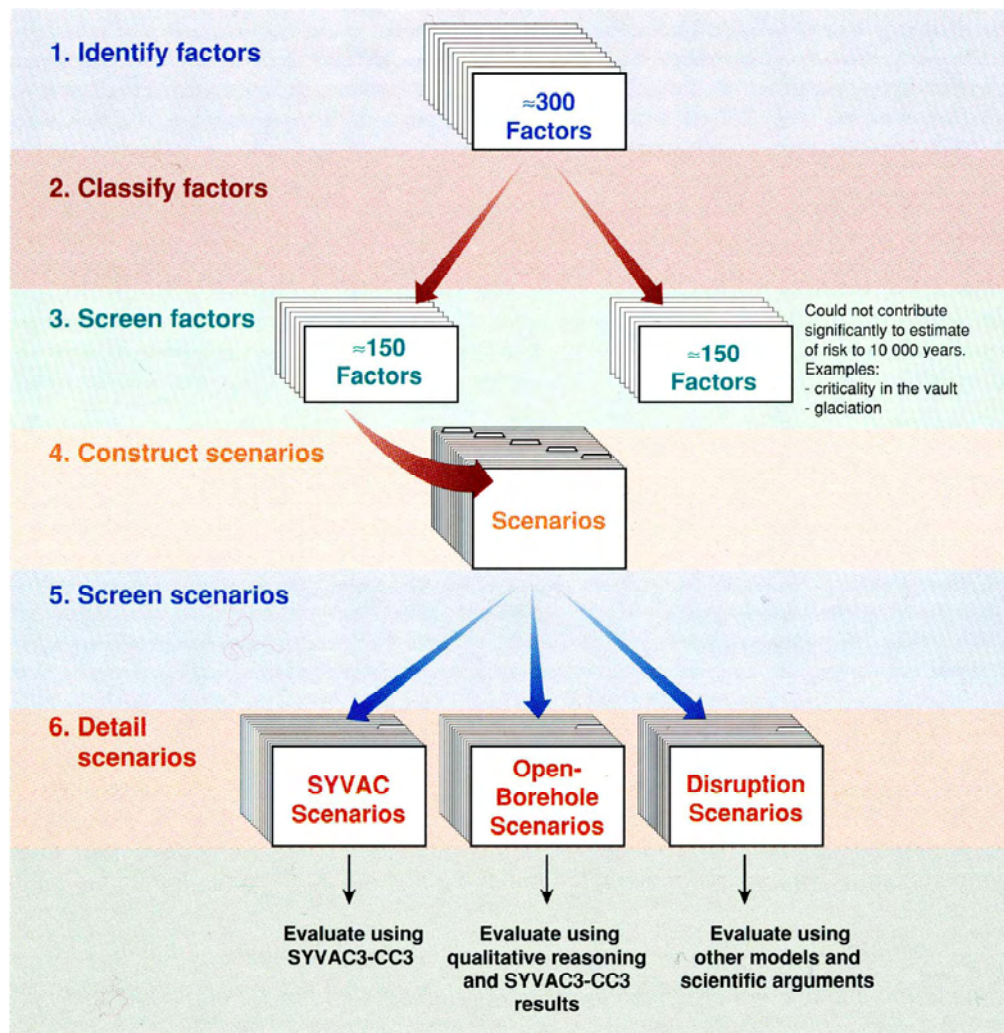 1. Identify factors
≈300
Factors
2. Classify factors
3. Screen factors
≈150
Factors
≈150
Factors
Could not contribute
significantly to estimate
of risk to 10 000 years.
Examples:
- criticality in the vault
- glaciation
4. Construct scenarios
Scenarios
5. Screen scenarios
6. Detail
scenarios
SYVAC
Scenarios
Open-
Borehole
Scenarios
Disruption
Scenarios
Evaluate using
SYVAC3-CC3
Evaluate using
qualitative reasoning
and SYVAC3-CC3
results
Evaluate using
other models and
scientific arguments